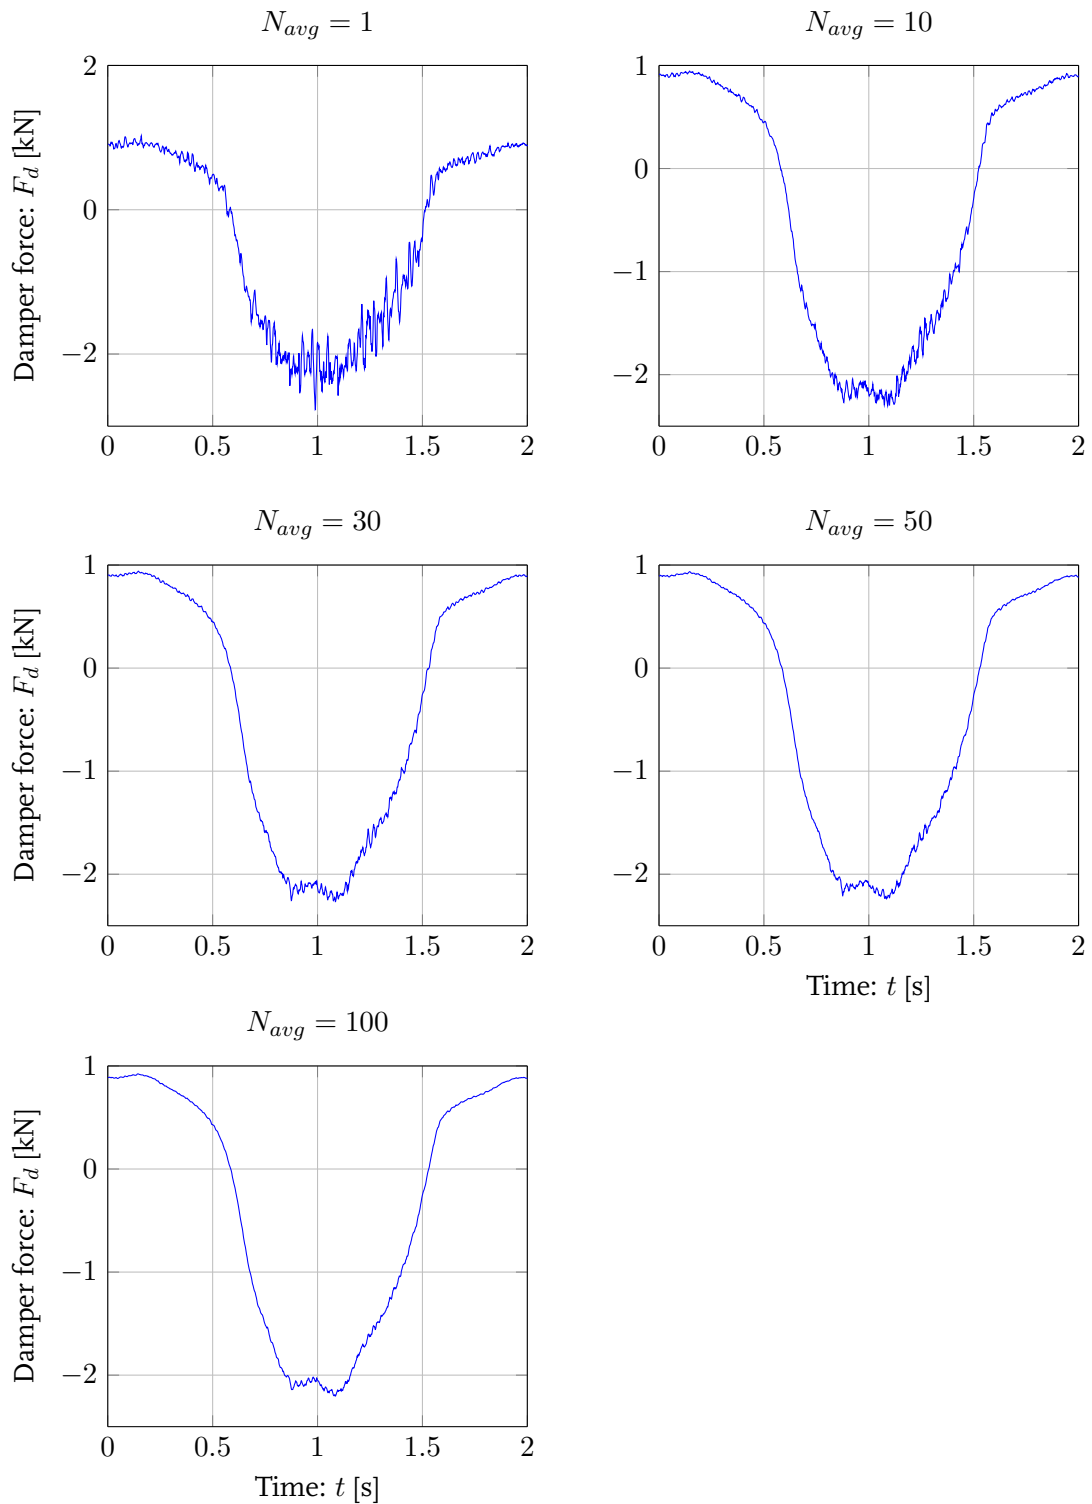 N_avg = 1
N_avg = 10
Damper force: F_d [kN]
2
0
−2
0 0.5 1 1.5 2
1
0
−1
−2
0 0.5 1 1.5 2
N_avg = 30
N_avg = 50
Damper force: F_d [kN]
1
0
−1
−2
0 0.5 1 1.5 2
1
0
−1
−2
0 0.5 1 1.5 2
Time: t [s]
N_avg = 100
Damper force: F_d [kN]
1
0
−1
−2
0 0.5 1 1.5 2
Time: t [s]